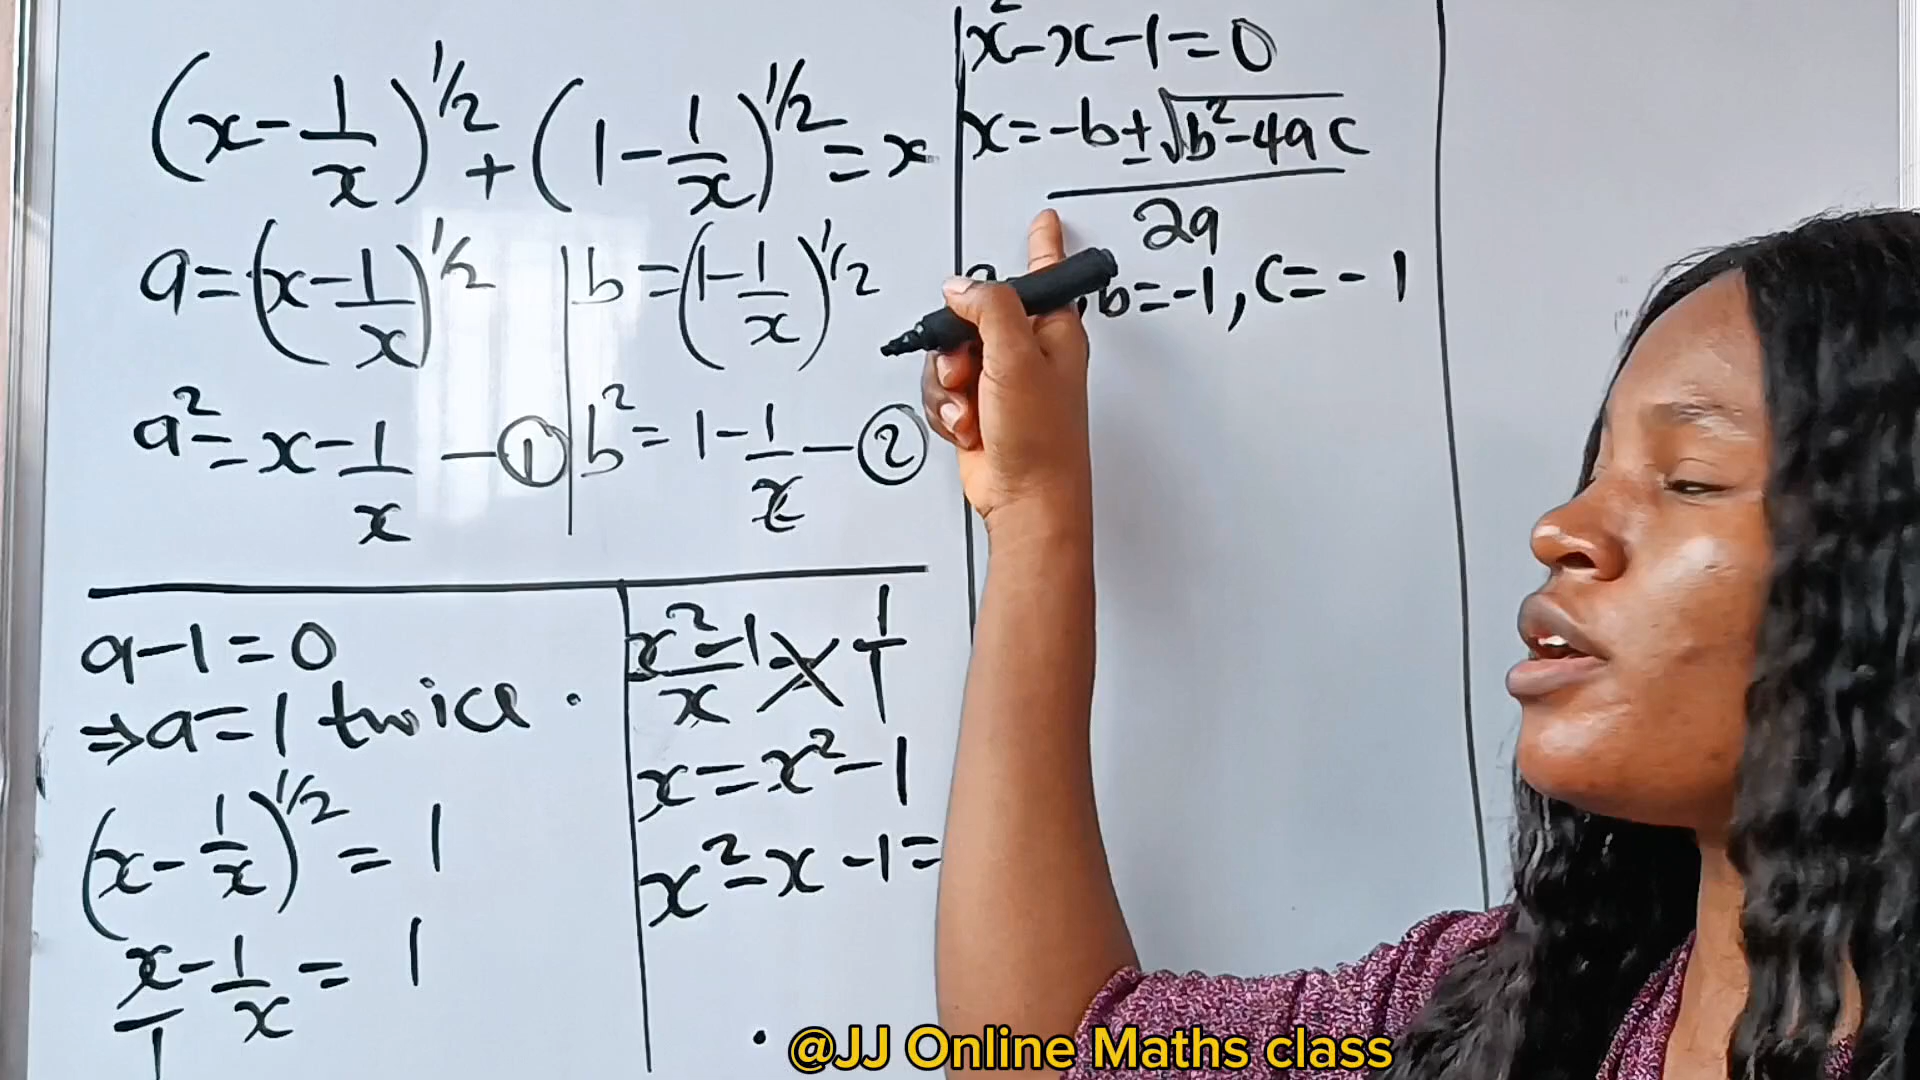 (x - 1/x)^1/2 + (1 - 1/x)^1/2 = x
a = (x - 1/x)^1/2
a² = x - 1/x - ①
b = (1 - 1/x)^1/2
b² = 1 - 1/x - ②
a - 1 = 0
⇒ a = 1 twice.
(x - 1/x)^1/2 = 1
x/1 - 1/x = 1
x² - 1/x = 1/1
x = x² - 1
x² - x - 1 =
x² - x - 1 = 0
x = -b ± √b² - 4ac
2a
b = -1, c = -1
@JJ Online Maths class